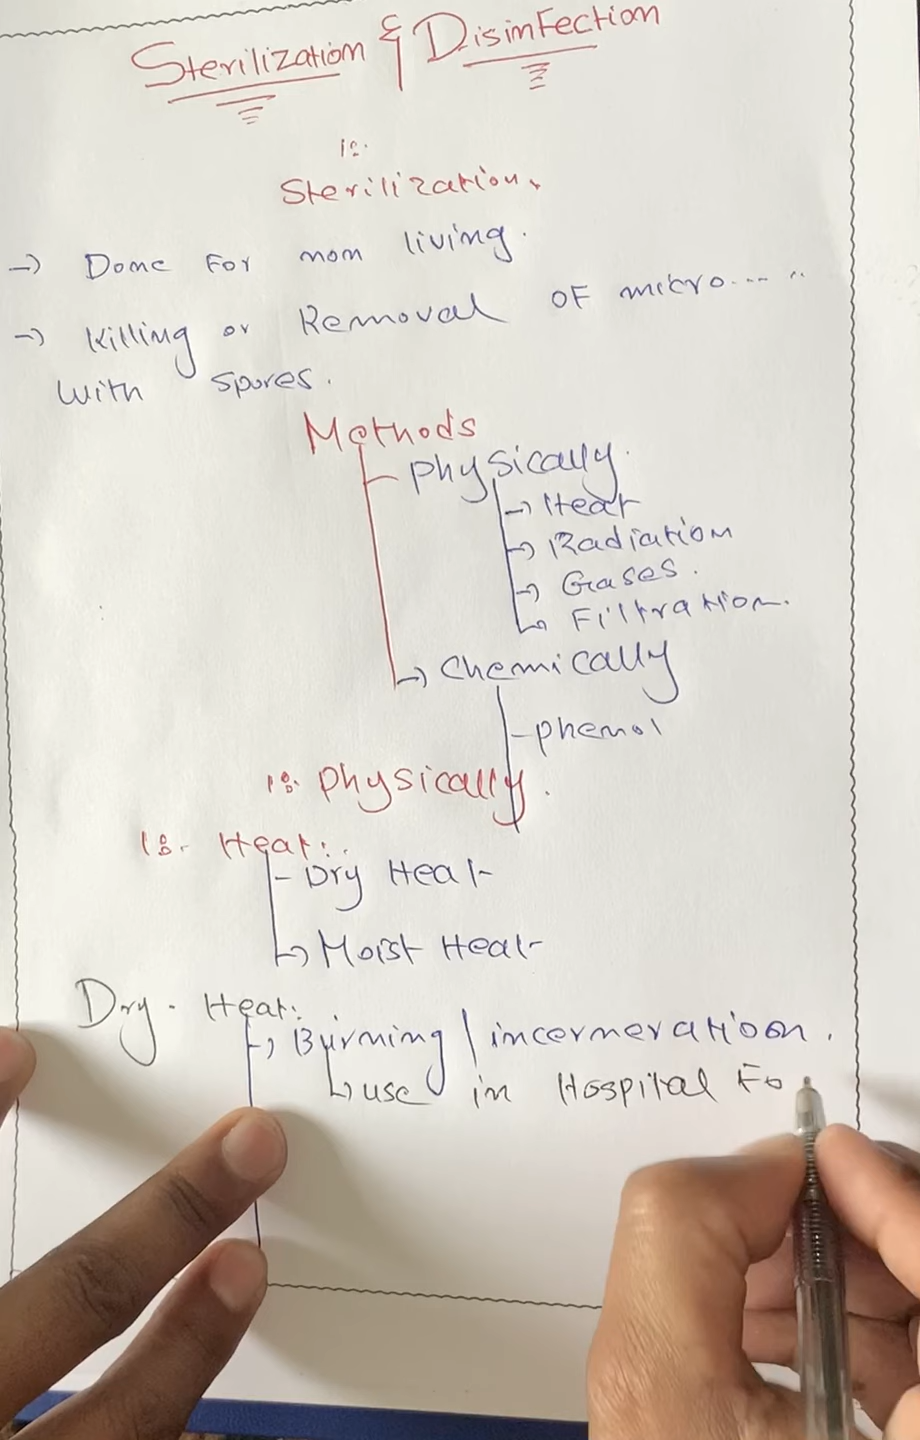 Sterilization & Disinfection
1:
Sterilization.
→ Done For non living.
→ Killing or Removal OF micro.... "
with spores.
Methods
physically.
→ Heat
→ Radiation
→ Gases.
→ Filtration.
→ Chemically
- phenol
1: physically.
1: Heat:
- Dry Heat
→ Moist Heat
Dry. Heat:
→ Burning / incermeratioon.
→ use in Hospital Fo